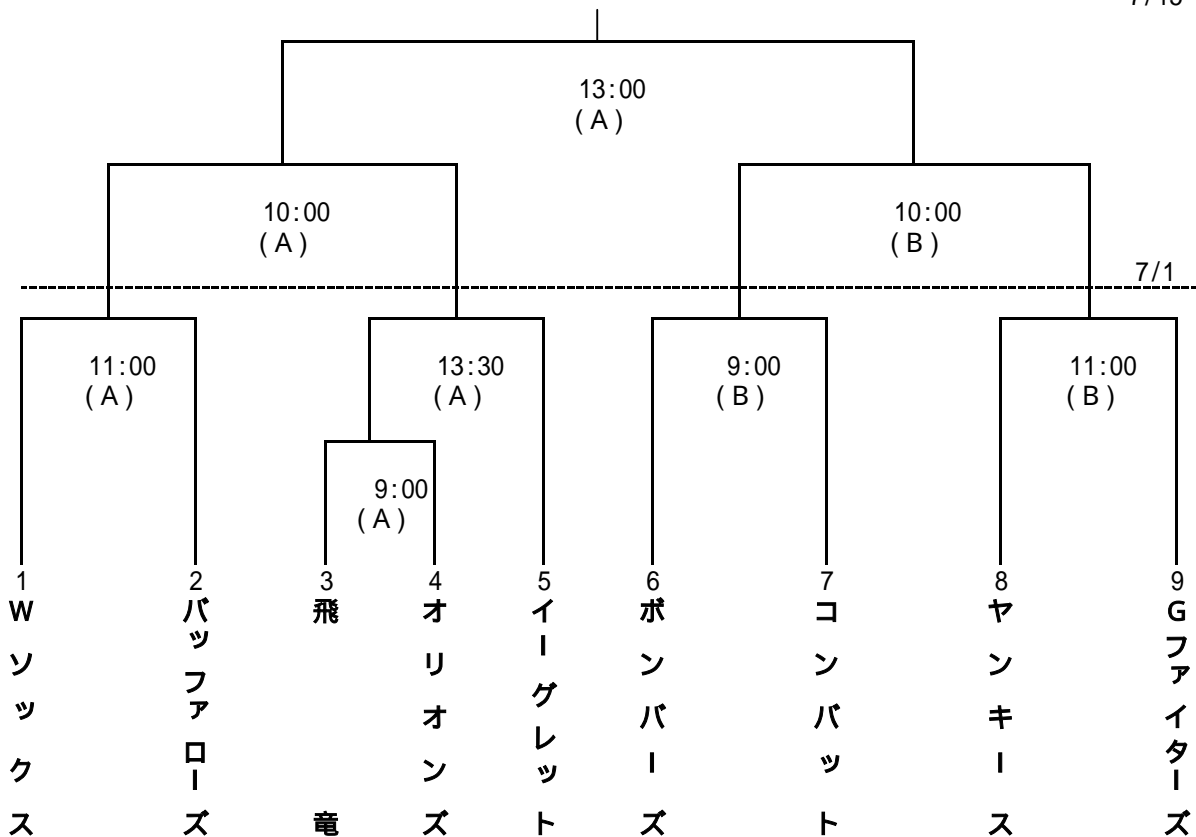 13:00
(A)
10:00
(A)
10:00
(B)
7/1
11:00
(A)
13:30
(A)
9:00
(B)
11:00
(B)
9:00
(A)
1
Wソックス
2
バッファローズ
3
飛竜
4
オリオンズ
5
イーグレット
6
ボンバーズ
7
コンバット
8
ヤンキース
9
Gファイターズ